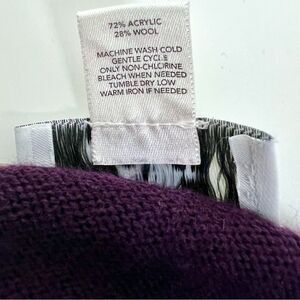 72% ACRYLIC
28% WOOL
MACHINE WASH COLD
GENTLE CYCLE
ONLY NON-CHLORINE
BLEACH WHEN NEEDED
TUMBLE DRY LOW
WARM IRON IF NEEDED